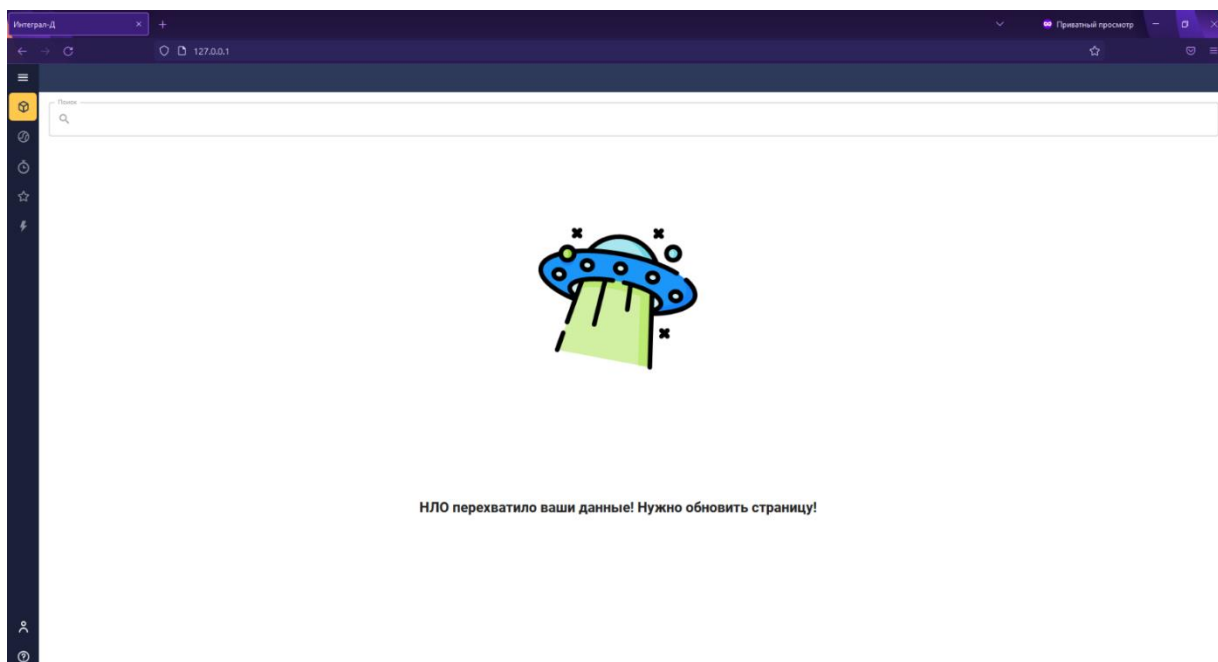 Интеграл-Д
Приватный просмотр
127.0.0.1
Поиск
НЛО перехватило ваши данные! Нужно обновить страницу!